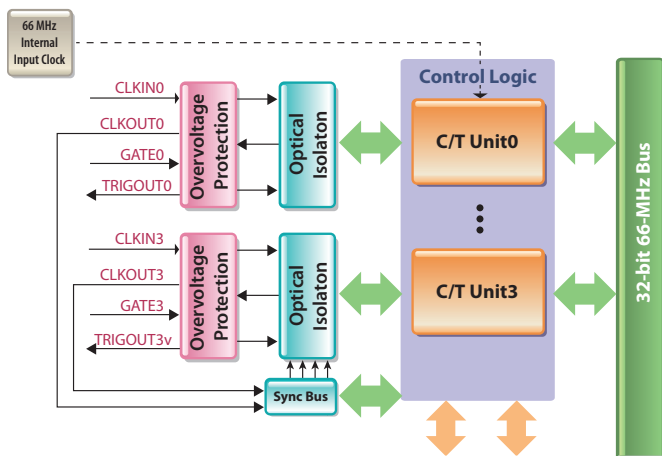 66 MHz
Internal
Input Clock
Control Logic
CLKIN0
CLKOUT0
GATE0
TRIGOUT0
Overvoltage
Protection
Optical
Isolaton
C/T Unit0
CLKIN3
CLKOUT3
GATE3
TRIGOUT3v
Overvoltage
Protection
Optical
Isolaton
C/T Unit3
Sync Bus
32-bit 66-MHz Bus